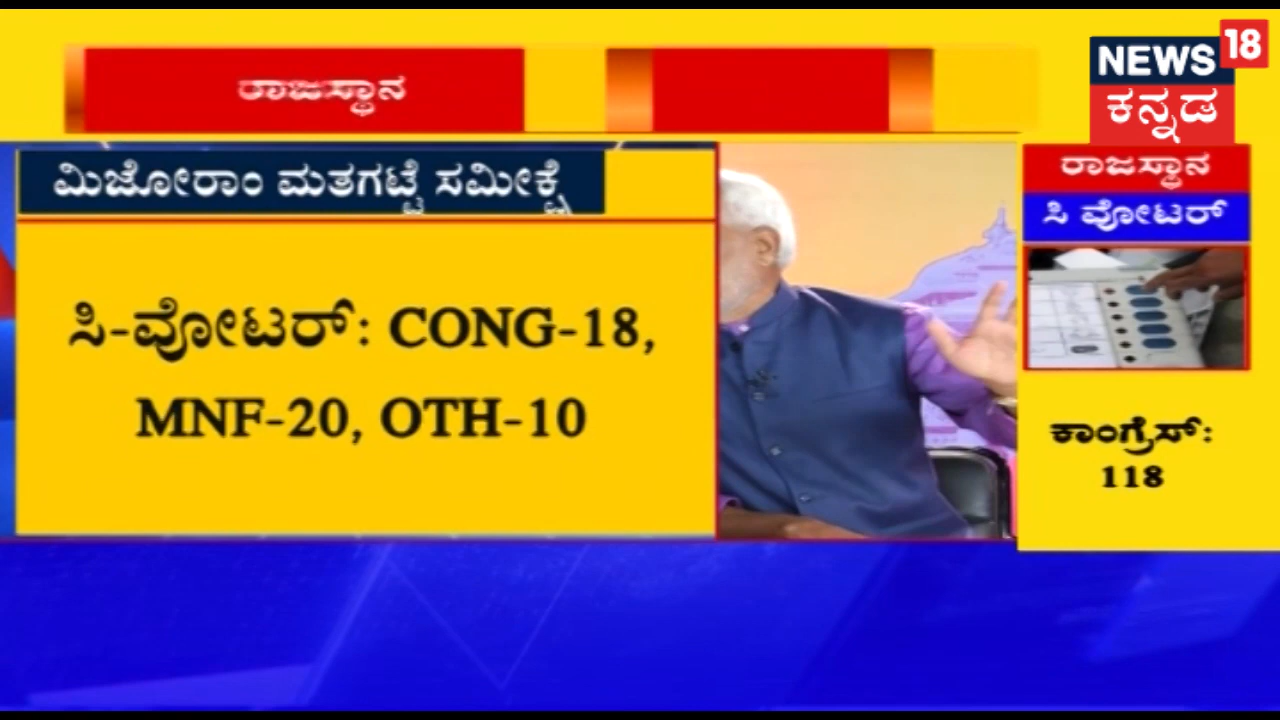 ರಾಜಸ್ಥಾನ
NEWS 18
ಕನ್ನಡ
ಮಿಜೋರಾಂ ಮತಗಟ್ಟೆ ಸಮೀಕ್ಷೆ
ಸಿ-ವೋಟರ್: CONG-18,
MNF-20, OTH-10
ರಾಜಸ್ಥಾನ
ಸಿ ವೋಟರ್
ಕಾಂಗ್ರೆಸ್:
118